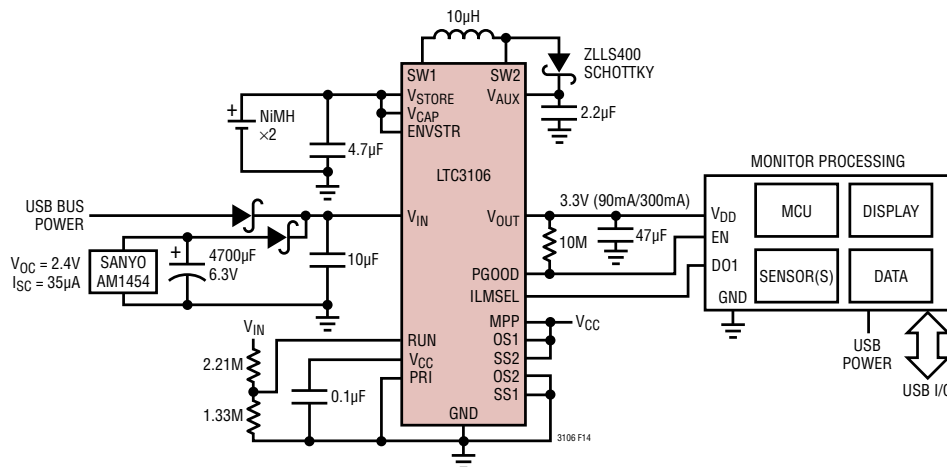 10µH
SW1
SW2
ZLLS400
SCHOTTKY
VSTORE
VAUX
+
NiMH
×2
VCAP
ENVSTR
2.2µF
4.7µF
LTC3106
MONITOR PROCESSING
USB BUS
POWER
VIN
VOUT
3.3V (90mA/300mA)
VDD
MCU
DISPLAY
EN
10M
47µF
VOC = 2.4V
ISC = 35µA
SANYO
AM1454
+
4700µF
6.3V
10µF
PGOOD
DO1
SENSOR(S)
DATA
ILMSEL
GND
MPP
VCC
VIN
RUN
OS1
2.21M
VCC
SS2
USB
POWER
PRI
OS2
USB I/O
0.1µF
SS1
1.33M
GND
3106 F14